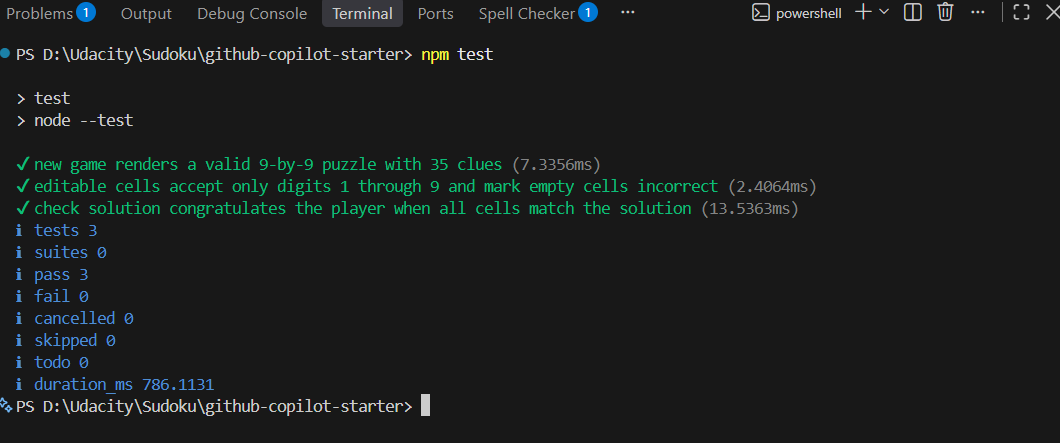 Problems 1 Output Debug Console Terminal Ports Spell Checker 1 ... powershell
PS D:\Udacity\Sudoku\github-copilot-starter> npm test
> test
> node --test
✔ new game renders a valid 9-by-9 puzzle with 35 clues (7.3356ms)
✔ editable cells accept only digits 1 through 9 and mark empty cells incorrect (2.4064ms)
✔ check solution congratulates the player when all cells match the solution (13.5363ms)
ℹ tests 3
ℹ suites 0
ℹ pass 3
ℹ fail 0
ℹ cancelled 0
ℹ skipped 0
ℹ todo 0
ℹ duration_ms 786.1131
PS D:\Udacity\Sudoku\github-copilot-starter>